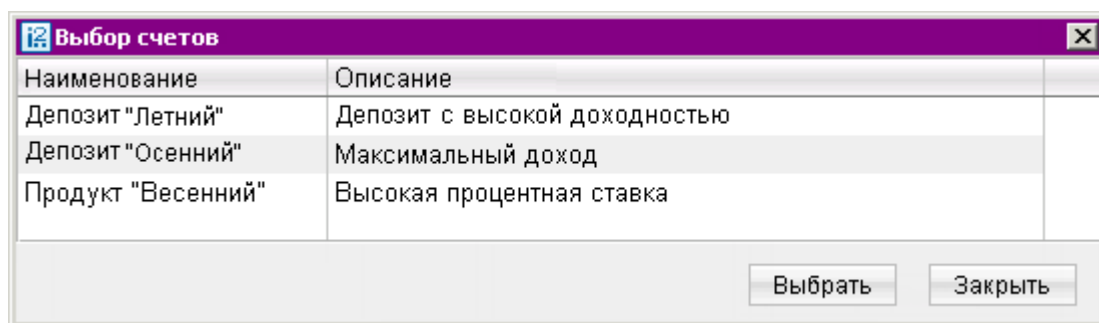 i2 Выбор счетов
Наименование Описание
Депозит "Летний" Депозит с высокой доходностью
Депозит "Осенний" Максимальный доход
Продукт "Весенний" Высокая процентная ставка
Выбрать Закрыть